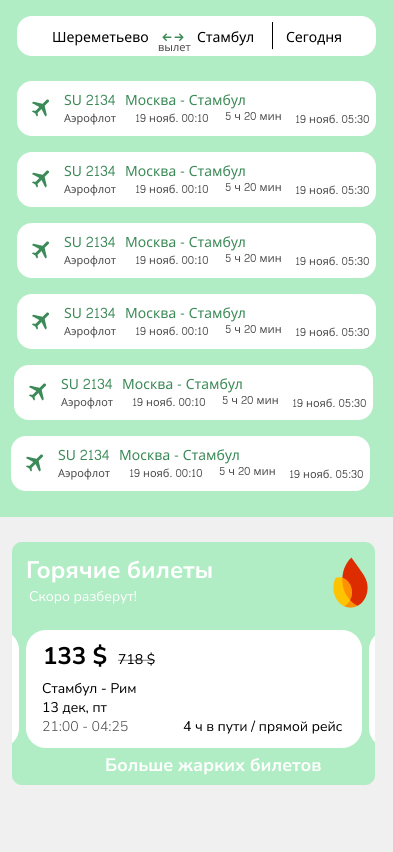 Шереметьево вылет Стамбул Сегодня
SU 2134 Москва - Стамбул
Аэрофлот 19 нояб. 00:10 5 ч 20 мин 19 нояб. 05:30
SU 2134 Москва - Стамбул
Аэрофлот 19 нояб. 00:10 5 ч 20 мин 19 нояб. 05:30
SU 2134 Москва - Стамбул
Аэрофлот 19 нояб. 00:10 5 ч 20 мин 19 нояб. 05:30
SU 2134 Москва - Стамбул
Аэрофлот 19 нояб. 00:10 5 ч 20 мин 19 нояб. 05:30
SU 2134 Москва - Стамбул
Аэрофлот 19 нояб. 00:10 5 ч 20 мин 19 нояб. 05:30
SU 2134 Москва - Стамбул
Аэрофлот 19 нояб. 00:10 5 ч 20 мин 19 нояб. 05:30
Горячие билеты
Скоро разберут!
133 $ 718 $
Стамбул - Рим
13 дек, пт
21:00 - 04:25 4 ч в пути / прямой рейс
Больше жарких билетов